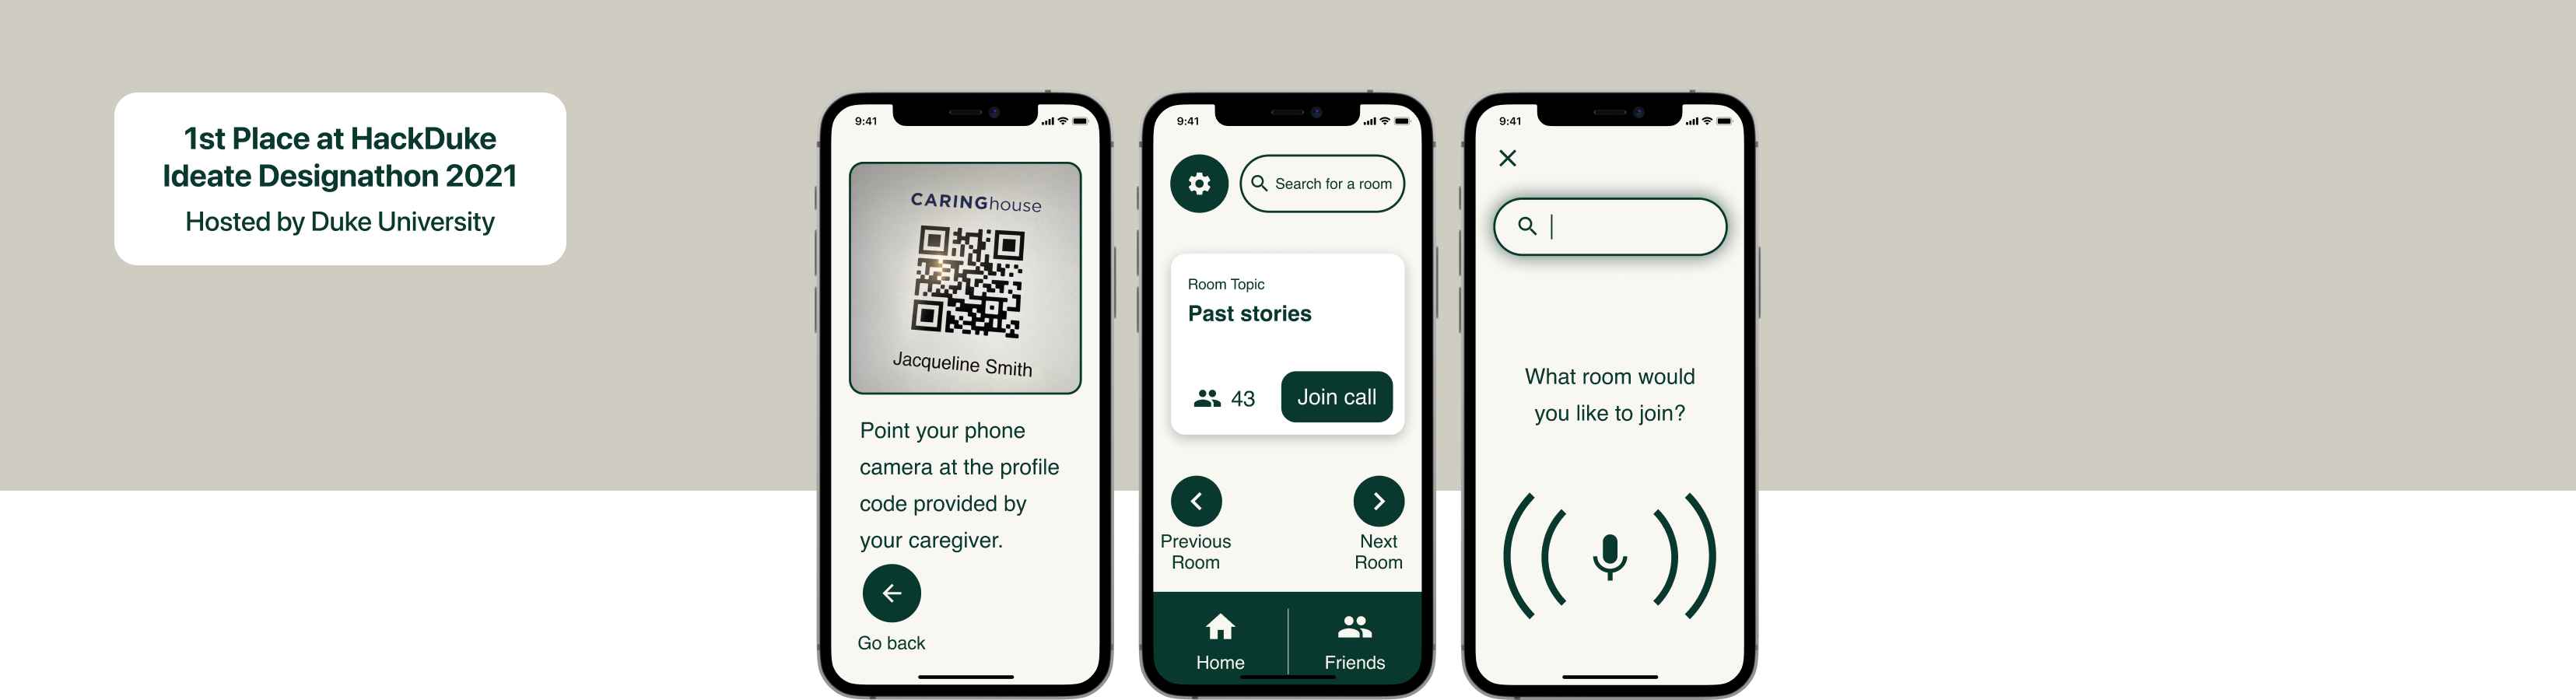 1st Place at HackDuke
Ideate Designathon 2021
Hosted by Duke University
9:41
CARINGhouse
Jacqueline Smith
Point your phone
camera at the profile
code provided by
your caregiver.
Go back
9:41
Search for a room
Room Topic
Past stories
43
Join call
Previous
Room
Next
Room
Home
Friends
9:41
What room would
you like to join?